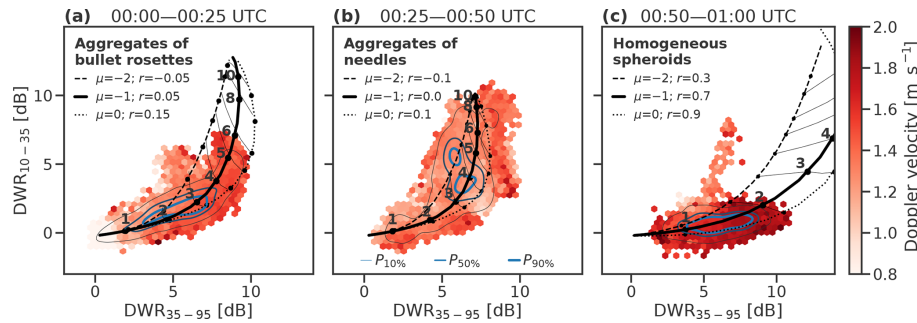 (a) 00:00—00:25 UTC
(b) 00:25—00:50 UTC
(c) 00:50—01:00 UTC
Aggregates of
bullet rosettes
μ=−2; r=−0.05
μ=−1; r=0.05
μ=0; r=0.15
Aggregates of
needles
μ=−2; r=−0.1
μ=−1; r=0.0
μ=0; r=0.1
Homogeneous
spheroids
μ=−2; r=0.3
μ=−1; r=0.7
μ=0; r=0.9
DWR10−35 [dB]
10
5
0
1
2
3
4
5
6
8
10
1
2
3
4
5
6
8
10
1
2
3
4
P10%
P50%
P90%
0 5 10
0 5 10
0 5 10
DWR35−95 [dB]
DWR35−95 [dB]
DWR35−95 [dB]
2.0
1.8
1.6
1.4
1.2
1.0
0.8
Doppler velocity [m s−1]